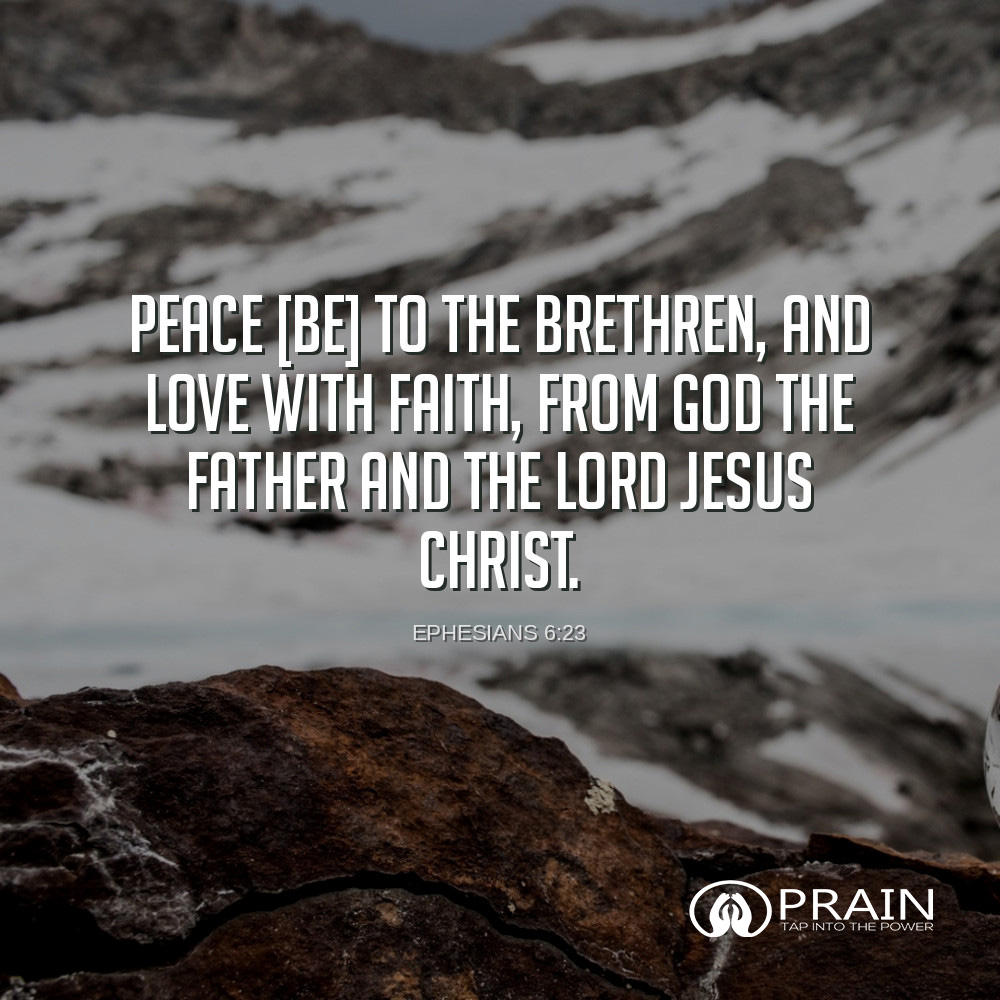 PEACE [BE] TO THE BRETHREN, AND
LOVE WITH FAITH, FROM GOD THE
FATHER AND THE LORD JESUS
CHRIST.
EPHESIANS 6:23
PRAIN
TAP INTO THE POWER